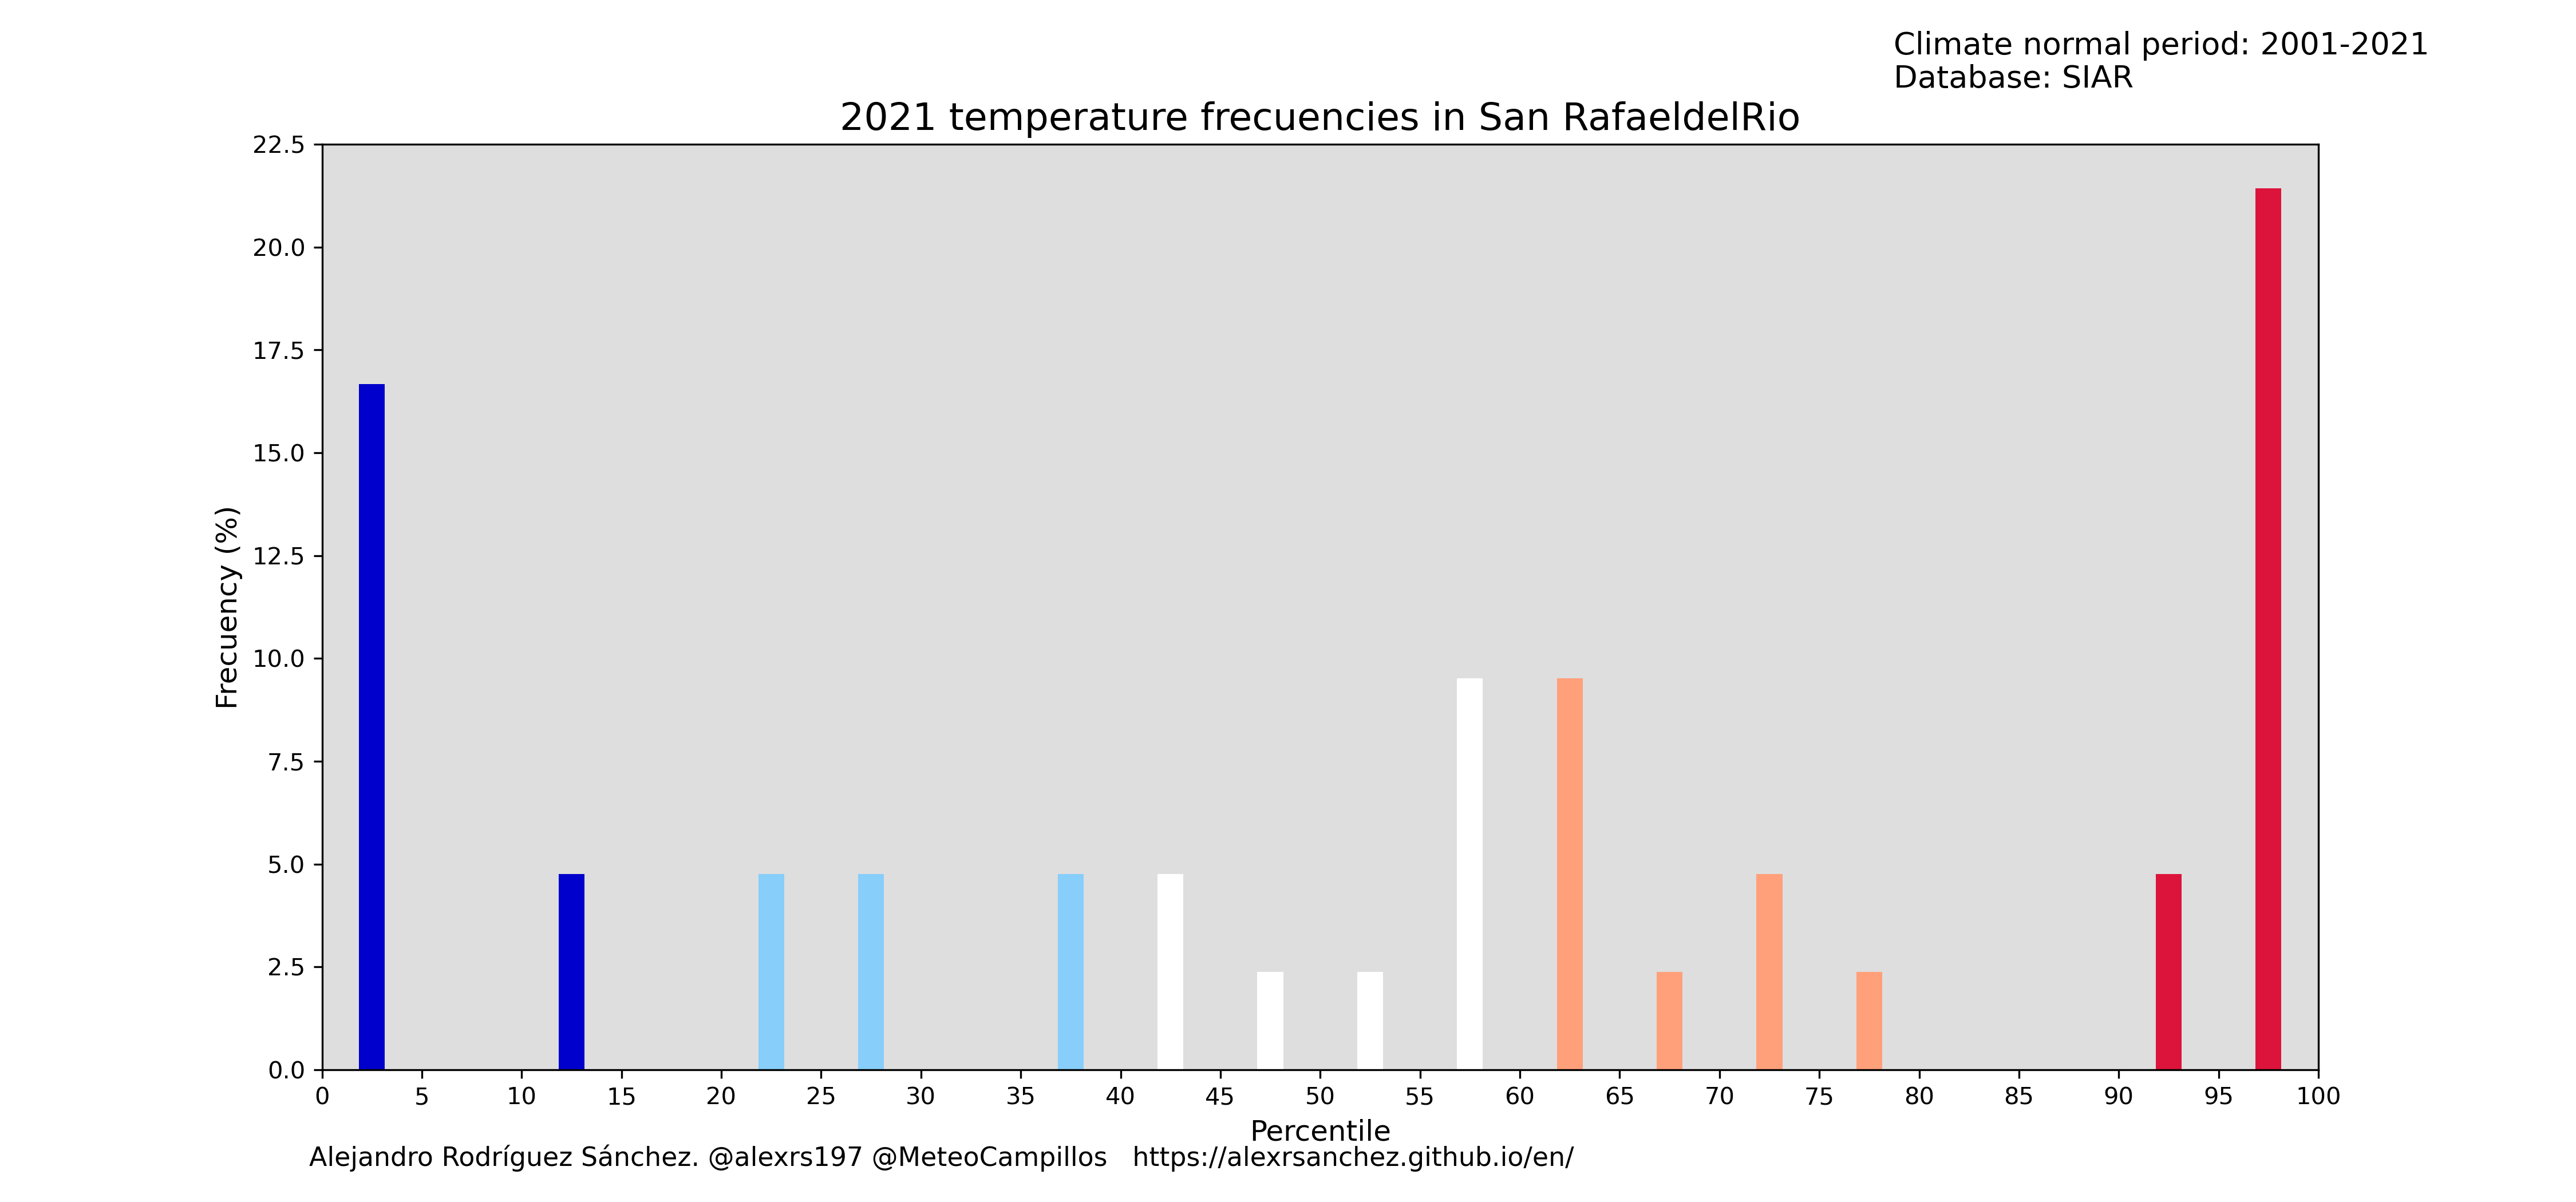 Climate normal period: 2001-2021
Database: SIAR
2021 temperature frecuencies in San RafaeldelRio
22.5
20.0
17.5
15.0
12.5
10.0
7.5
5.0
2.5
0.0
Frecuency (%)
0 5 10 15 20 25 30 35 40 45 50 55 60 65 70 75 80 85 90 95 100
Percentile
Alejandro Rodríguez Sánchez. @alexrs197 @MeteoCampillos https://alexrsanchez.github.io/en/